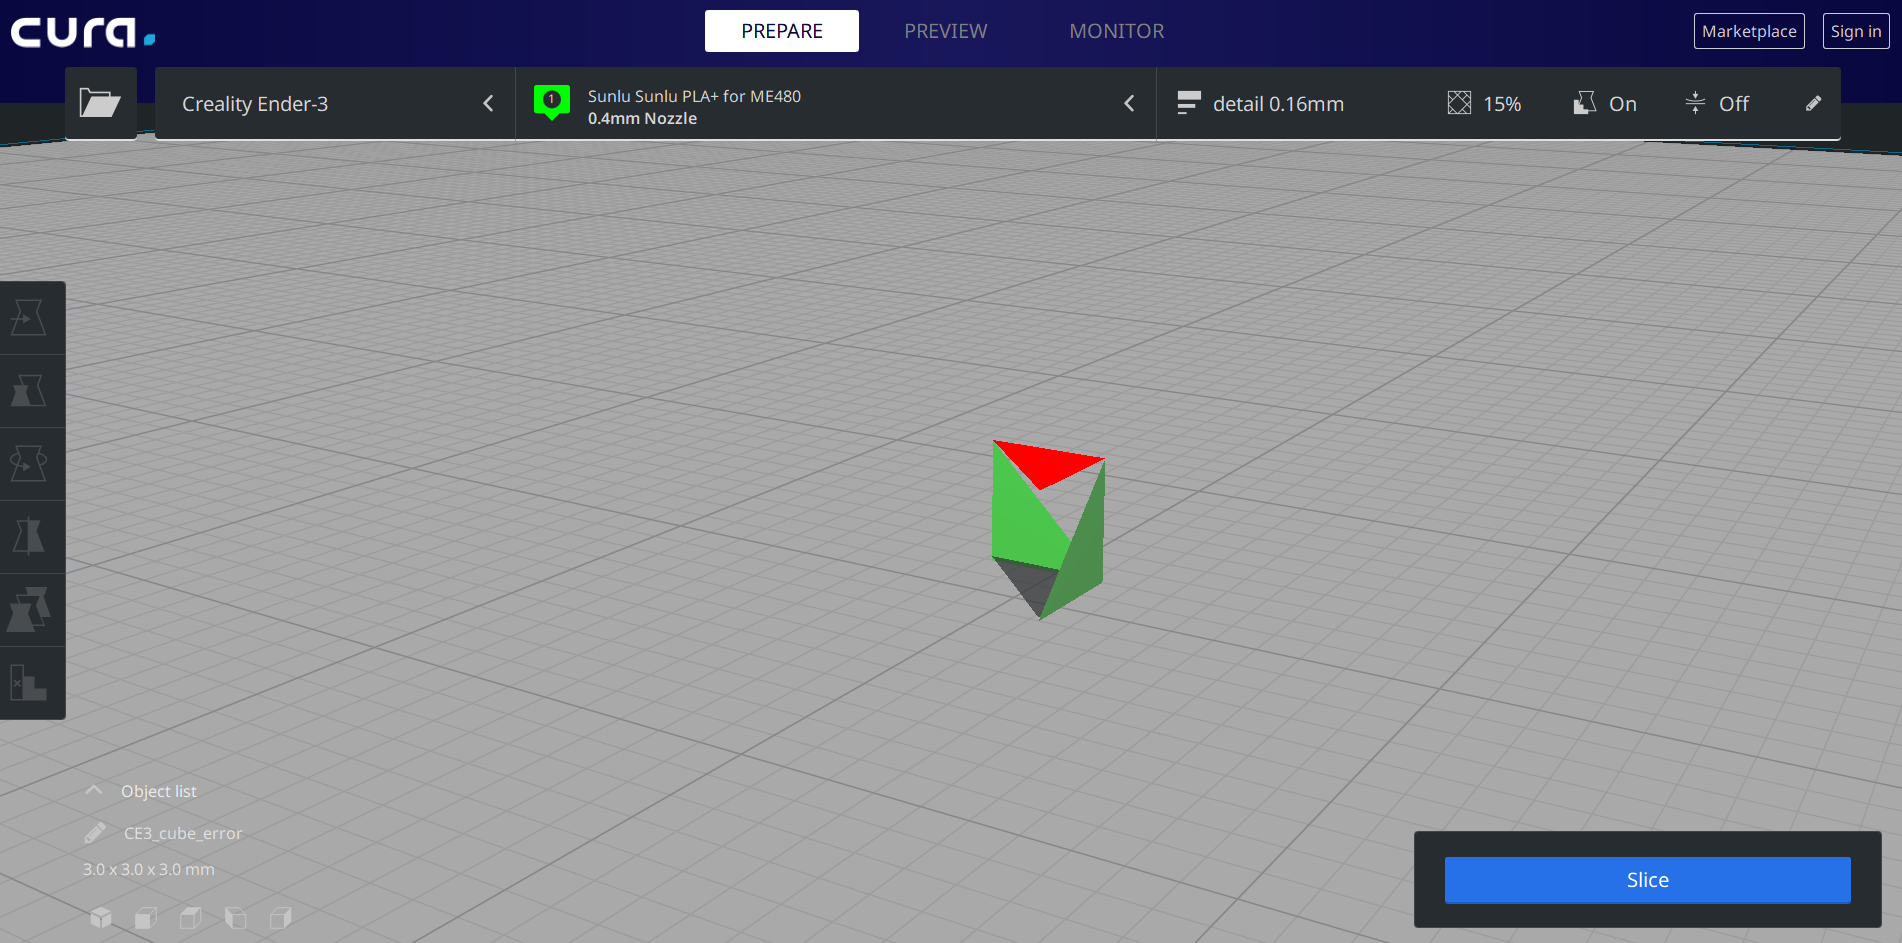 cura.
PREPARE
PREVIEW
MONITOR
Marketplace
Sign in
Creality Ender-3
1
Sunlu Sunlu PLA+ for ME480
0.4mm Nozzle
detail 0.16mm
15%
On
Off
Object list
CE3_cube_error
3.0 x 3.0 x 3.0 mm
Slice